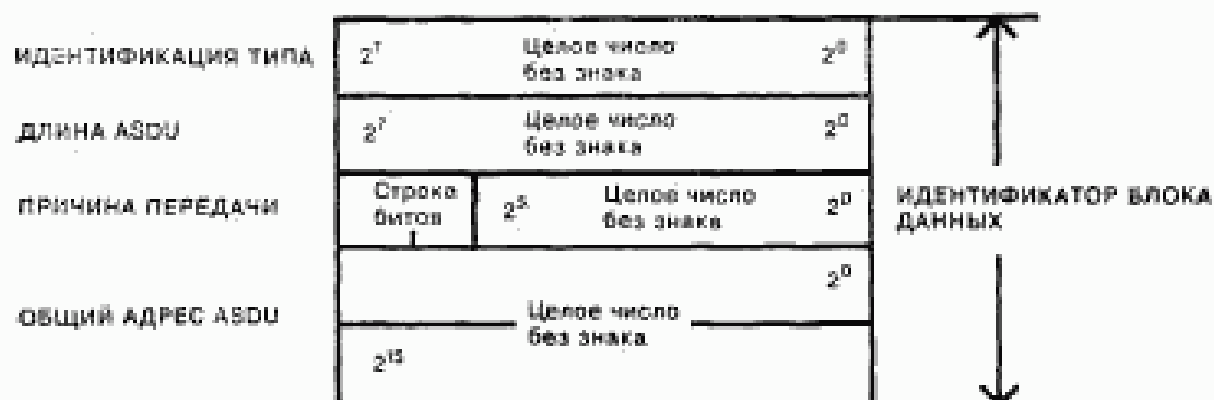 ИДЕНТИФИКАЦИЯ ТИПА
2⁷ Целое число 2⁰
без знака
ДЛИНА ASDU
2⁷ Целое число 2⁰
без знака
ПРИЧИНА ПЕРЕДАЧИ
Строка битов
2⁵ Целое число 2⁰
без знака
ОБЩИЙ АДРЕС ASDU
2⁰
Целое число
без знака
2¹⁵
ИДЕНТИФИКАТОР БЛОКА
ДАННЫХ